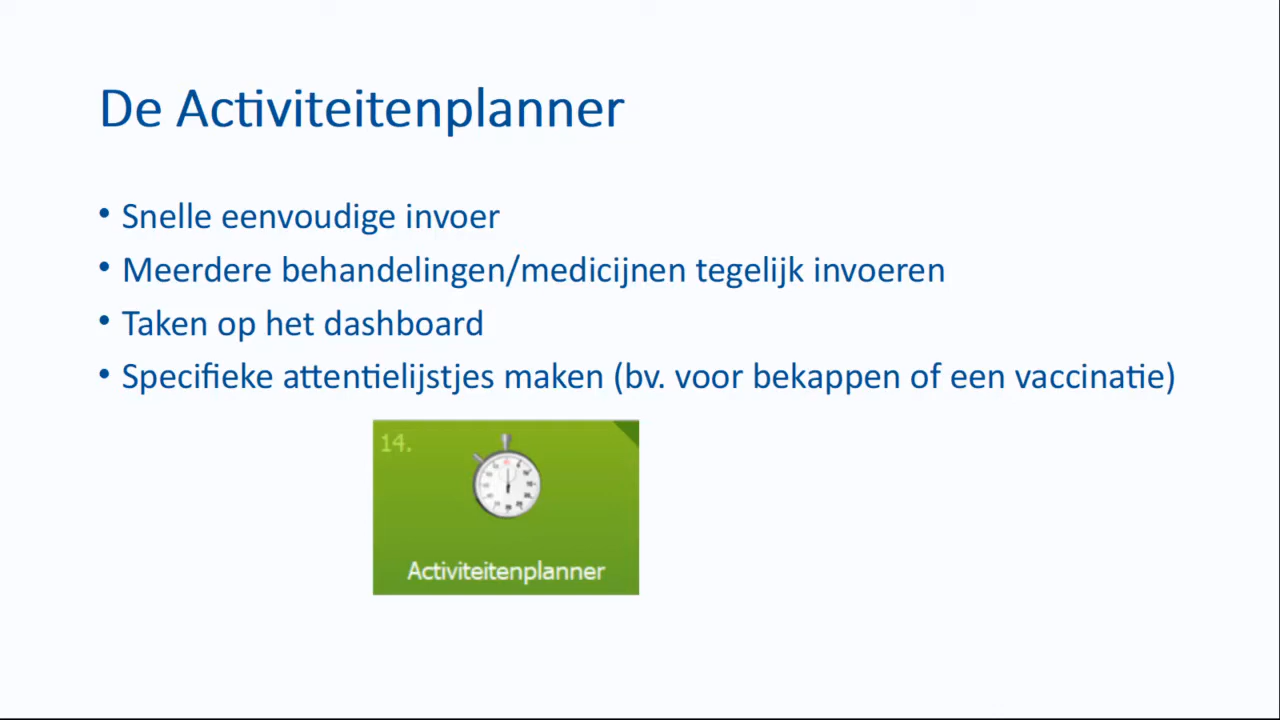 De Activiteitenplanner
• Snelle eenvoudige invoer
• Meerdere behandelingen/medicijnen tegelijk invoeren
• Taken op het dashboard
• Specifieke attentielijstjes maken (bv. voor bekappen of een vaccinatie)
14.
Activiteitenplanner